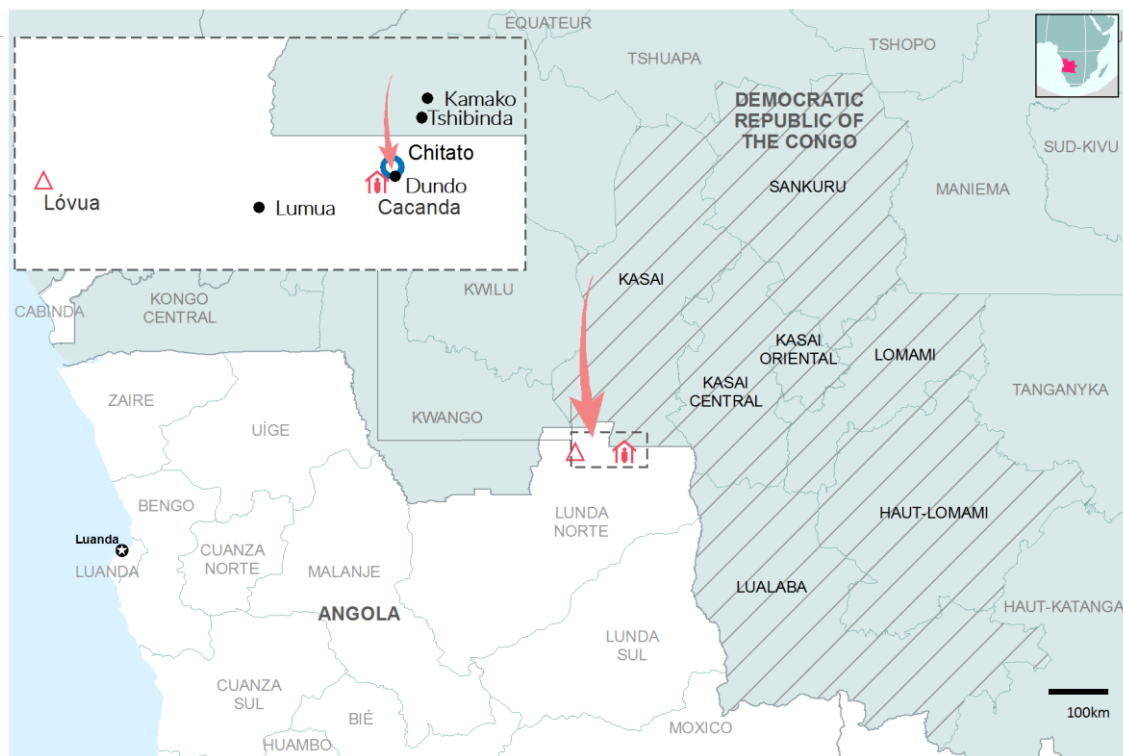 EQUATEUR
TSHOPO
TSHUAPA
DEMOCRATIC
REPUBLIC OF
THE CONGO
SUD-KIVU
Kamako
Tshibinda
Chitato
Dundo
Cacanda
Lóvua
Lumua
SANKURU
MANIEMA
KASAI
KWILU
CABINDA
KONGO
CENTRAL
KASAI
ORIENTAL
LOMAMI
KASAI
CENTRAL
TANGANYKA
ZAIRE
KWANGO
UÍGE
BENGO
LUNDA
NORTE
HAUT-LOMAMI
Luanda
LUANDA
CUANZA
NORTE
MALANJE
LUALABA
ANGOLA
HAUT-KATANGA
LUNDA
SUL
CUANZA
SUL
BIÉ
MOXICO
HUAMBO
100km